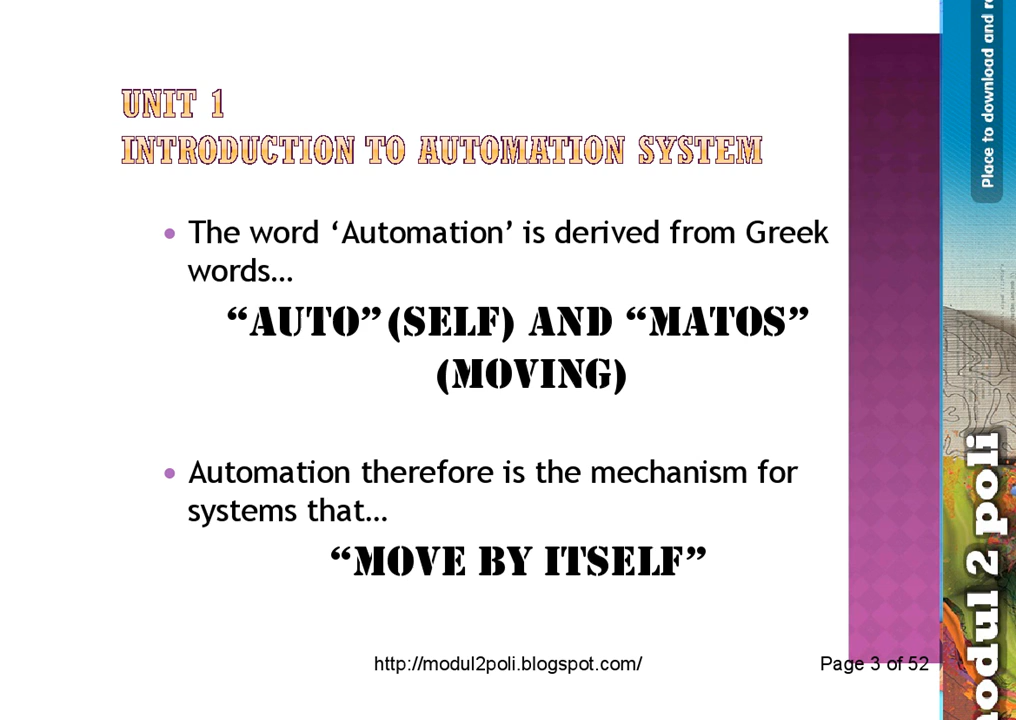 UNIT 1
INTRODUCTION TO AUTOMATION SYSTEM
• The word ‘Automation’ is derived from Greek
words…
“AUTO”(SELF) AND “MATOS”
(MOVING)
• Automation therefore is the mechanism for
systems that…
“MOVE BY ITSELF”
http://modul2poli.blogspot.com/
Page 3 of 52
Place to download and
odul 2 poli